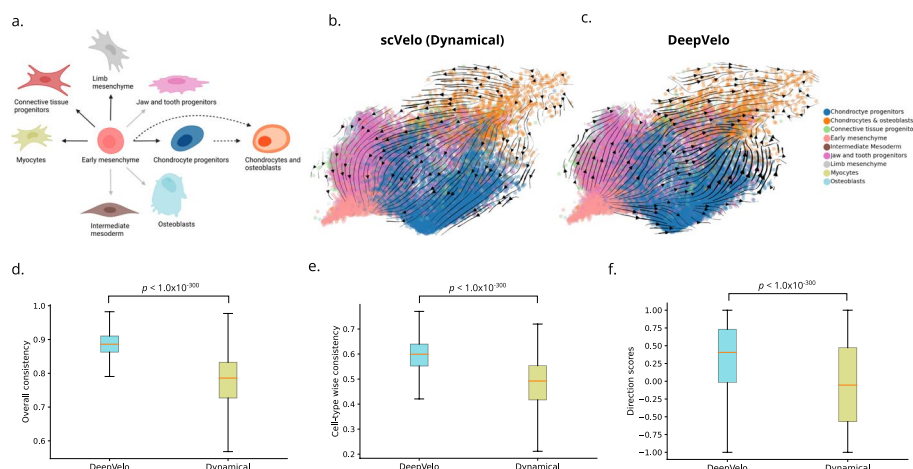 a.
Limb
mesenchyme
Connective tissue
progenitors
Jaw and tooth progenitors
Myocytes
Early mesenchyme
Chondrocyte progenitors
Chondrocytes and
osteoblasts
Intermediate
mesoderm
Osteoblasts
b.
scVelo (Dynamical)
c.
DeepVelo
Chondroctye progenitors
Chondrocytes & osteoblasts
Connective tissue progenito
Early mesenchyme
Intermediate Mesoderm
Jaw and tooth progenitors
Limb mesenchyme
Myocytes
Osteoblasts
d.
p < 1.0x10-300
Overall consistency
1.0
0.9
0.8
0.7
0.6
DeepVelo
Dynamical
e.
p < 1.0x10-300
Cell-type wise consistency
0.7
0.6
0.5
0.4
0.3
0.2
DeepVelo
Dynamical
f.
p < 1.0x10-300
Direction scores
1.00
0.75
0.50
0.25
0.00
−0.25
−0.50
−0.75
−1.00
DeepVelo
Dynamical